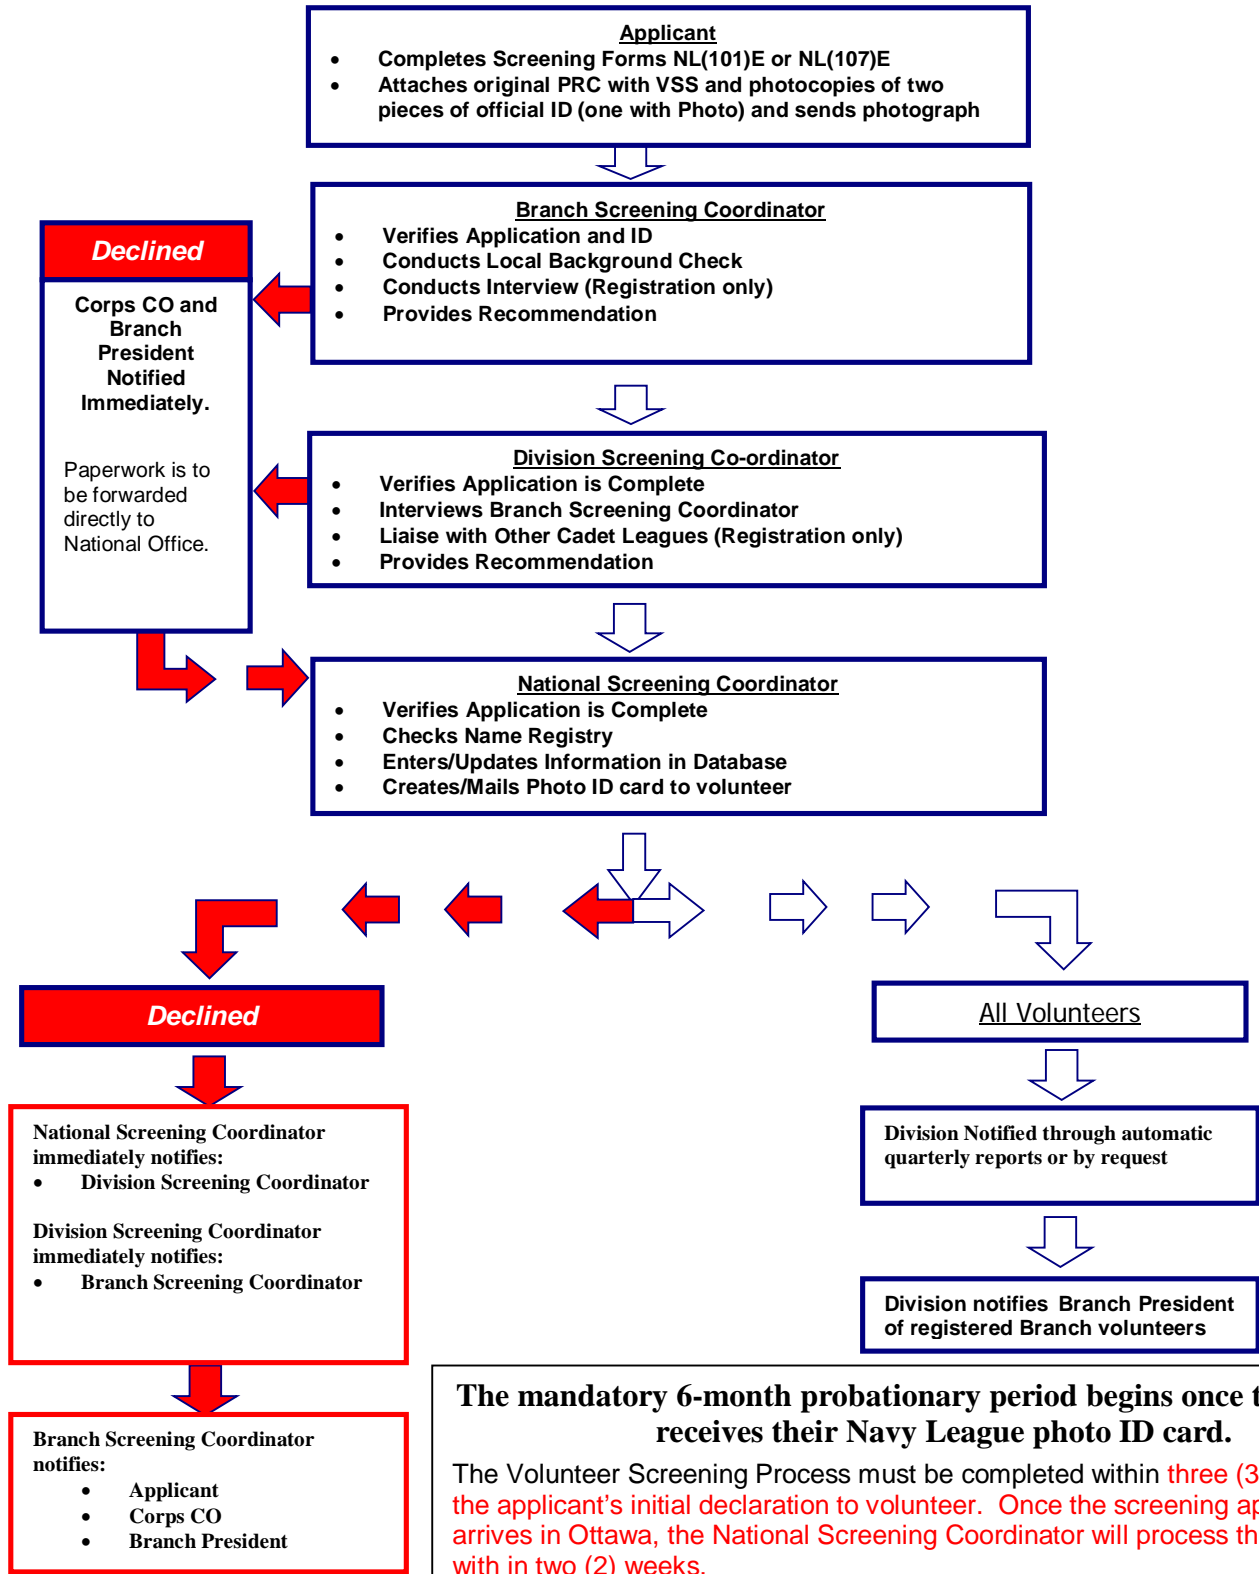 Applicant
• Completes Screening Forms NL(101)E or NL(107)E
• Attaches original PRC with VSS and photocopies of two
pieces of official ID (one with Photo) and sends photograph
Branch Screening Coordinator
• Verifies Application and ID
• Conducts Local Background Check
• Conducts Interview (Registration only)
• Provides Recommendation
Declined
Corps CO and
Branch
President
Notified
Immediately.
Paperwork is to
be forwarded
directly to
National Office.
Division Screening Co-ordinator
• Verifies Application is Complete
• Interviews Branch Screening Coordinator
• Liaise with Other Cadet Leagues (Registration only)
• Provides Recommendation
National Screening Coordinator
• Verifies Application is Complete
• Checks Name Registry
• Enters/Updates Information in Database
• Creates/Mails Photo ID card to volunteer
Declined
National Screening Coordinator
immediately notifies:
• Division Screening Coordinator
Division Screening Coordinator
immediately notifies:
• Branch Screening Coordinator
Branch Screening Coordinator
notifies:
• Applicant
• Corps CO
• Branch President
All Volunteers
Division Notified through automatic
quarterly reports or by request
Division notifies Branch President
of registered Branch volunteers
The mandatory 6-month probationary period begins once
receives their Navy League photo ID card.
The Volunteer Screening Process must be completed within three (3
the applicant's initial declaration to volunteer. Once the screening
arrives in Ottawa, the National Screening Coordinator will process
with in two (2) weeks.